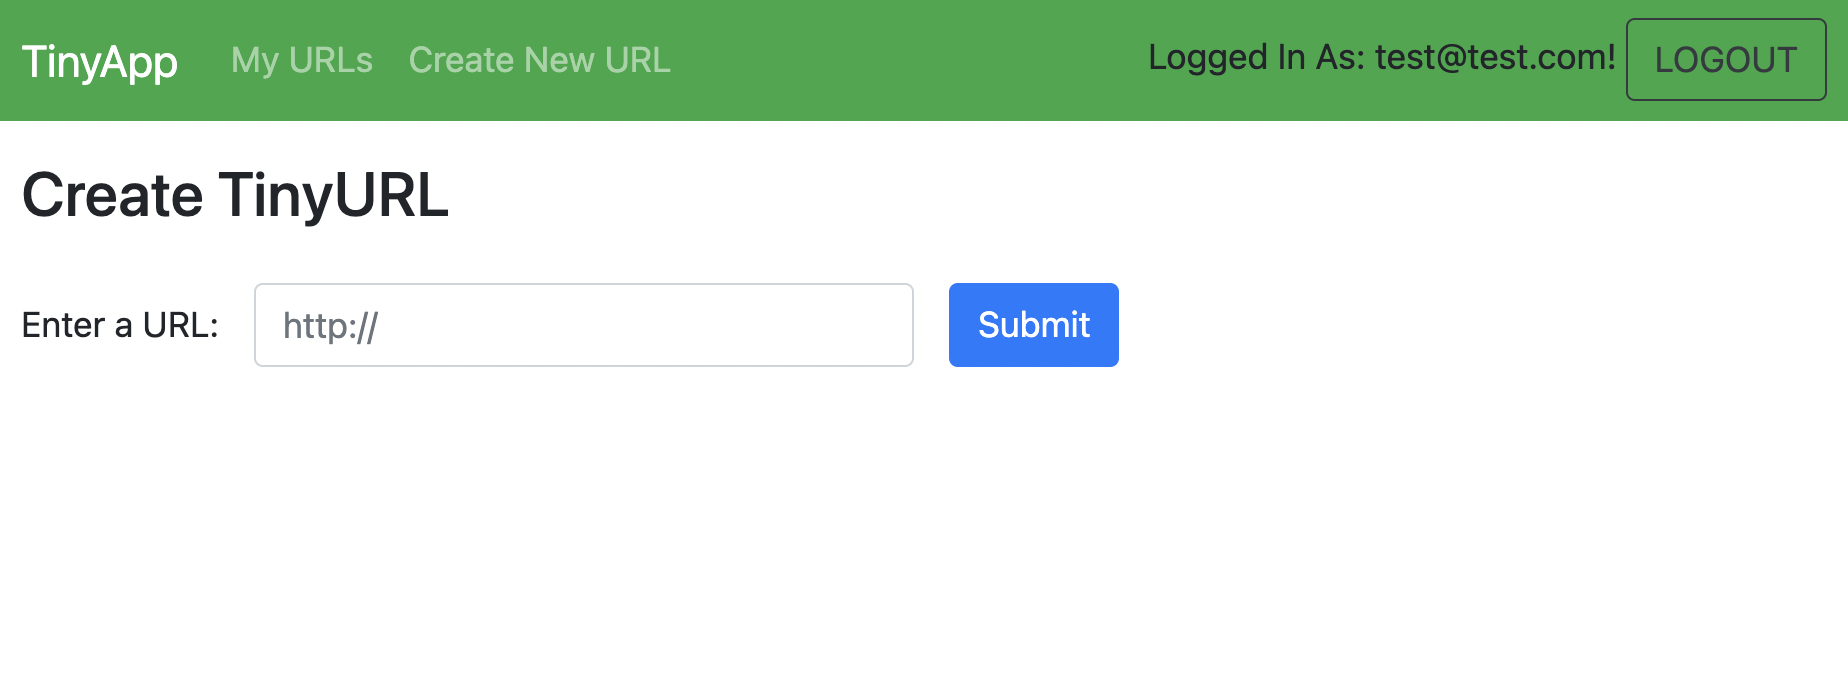 TinyApp My URLs Create New URL Logged In As: test@test.com! LOGOUT
Create TinyURL
Enter a URL: http:// Submit